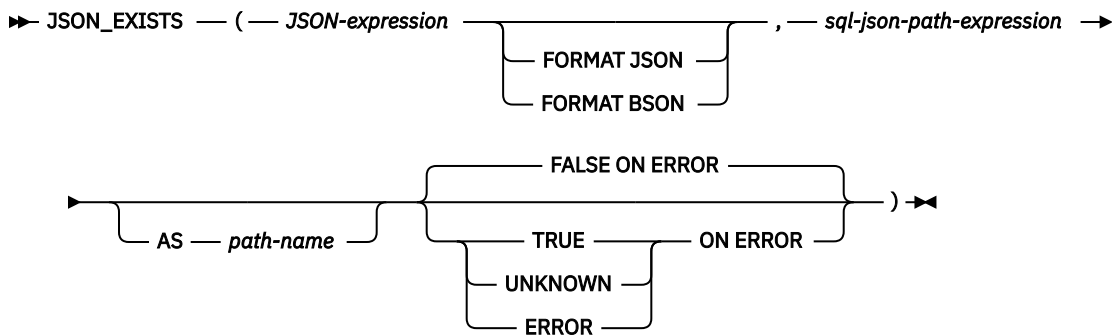 JSON_EXISTS ( JSON-expression , sql-json-path-expression
FORMAT JSON
FORMAT BSON
FALSE ON ERROR
)
AS path-name
TRUE ON ERROR
UNKNOWN
ERROR